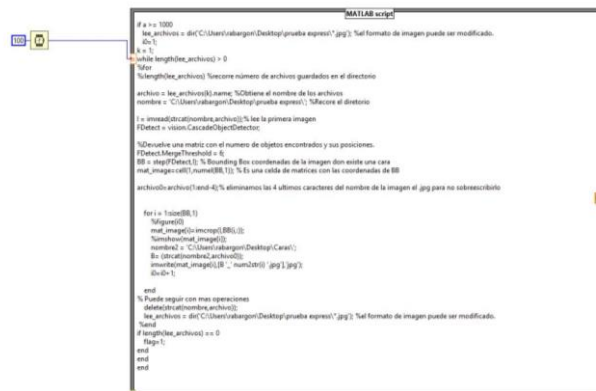 MATLAB script
if a >= 1000
lee_archivos = dir('C:\Users\rabargon\Desktop\prueba express\*.jpg'); %el formato de imagen puede ser modificado.
i0=1;
k = 1;
100
while length(lee_archivos) > 0
%for
%length(lee_archivos) %recorre número de archivos guardados en el directorio
archivo = lee_archivos(k).name; %Obtiene el nombre de los archivos
nombre = 'C:\Users\rabargon\Desktop\prueba express\'; %Recore el diretorio
I = imread(strcat(nombre,archivo)); % lee la primera imagen
FDetect = vision.CascadeObjectDetector;
%Devuelve una matriz con el numero de objetos encontrados y sus posiciones.
FDetect.MergeThreshold = 6;
BB = step(FDetect,I); % Bounding Box coordenadas de la imagen don existe una cara
mat_image=cell(1,numel(BB,1)); % Es una celda de matrices con las coordenadas de BB
archivo0=archivo(1:end-4); % eliminamos los 4 ultimos caracteres del nombre de la imagen el .jpg para no sobreescribirlo
for i = 1:size(BB,1)
%figure(i0)
mat_image{i}=imcrop(I,BB(i,:));
%imshow(mat_image{i});
nombre2 = 'C:\Users\rabargon\Desktop\Caras\';
B= (strcat(nombre2,archivo0));
imwrite(mat_image{i},[B '_' num2str(i) '.jpg'],'jpg');
i0=i0+1;
end
% Puede seguir con mas operaciones
delete(strcat(nombre,archivo));
lee_archivos = dir('C:\Users\rabargon\Desktop\prueba express\*.jpg'); %el formato de imagen puede ser modificado.
%end
if length(lee_archivos) == 0
flag=1;
end
end
end